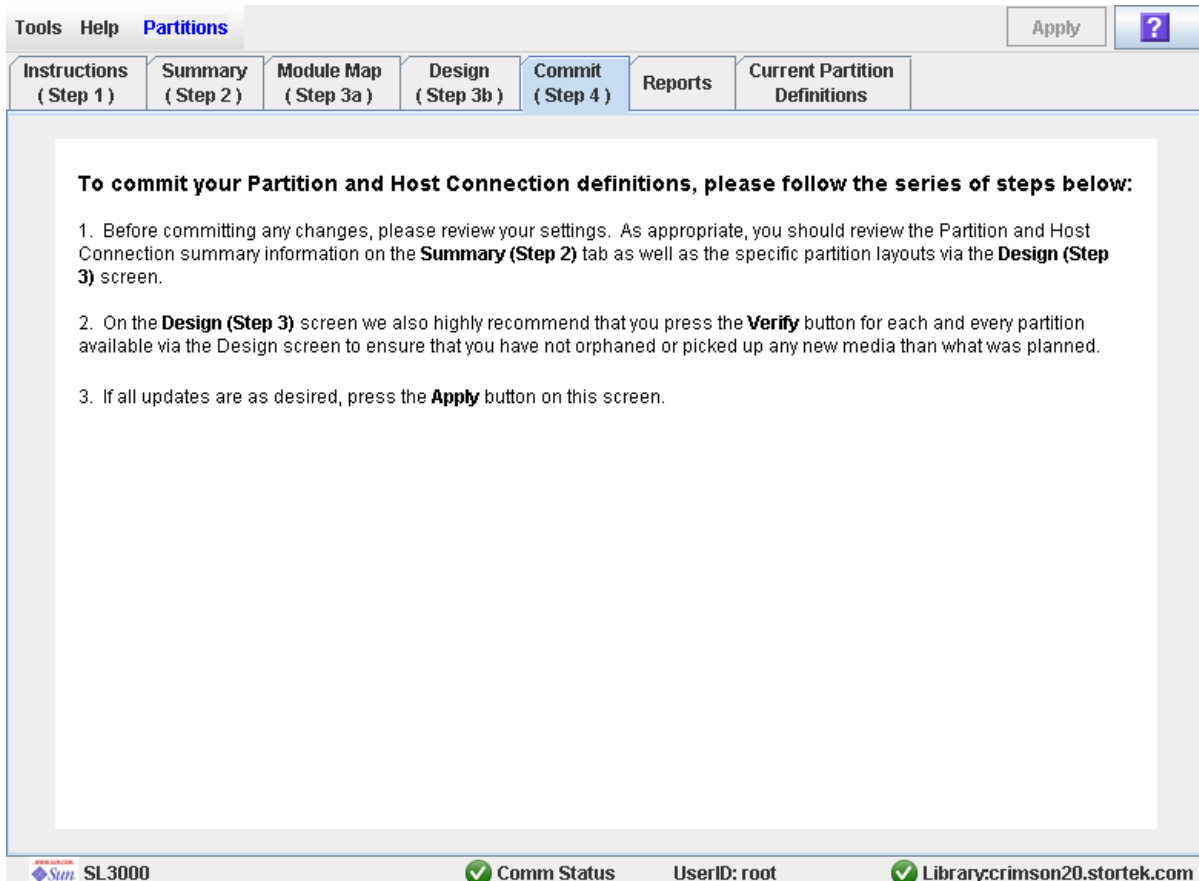 Tools Help Partitions Apply ?
Instructions Summary Module Map Design Commit Reports Current Partition
( Step 1 ) ( Step 2 ) ( Step 3a ) ( Step 3b ) ( Step 4 ) Definitions
To commit your Partition and Host Connection definitions, please follow the series of steps below:
1. Before committing any changes, please review your settings. As appropriate, you should review the Partition and Host
Connection summary information on the Summary (Step 2) tab as well as the specific partition layouts via the Design (Step
3) screen.
2. On the Design (Step 3) screen we also highly recommend that you press the Verify button for each and every partition
available via the Design screen to ensure that you have not orphaned or picked up any new media than what was planned.
3. If all updates are as desired, press the Apply button on this screen.
Sun SL3000 Comm Status UserID: root Library:crimson20.stortek.com